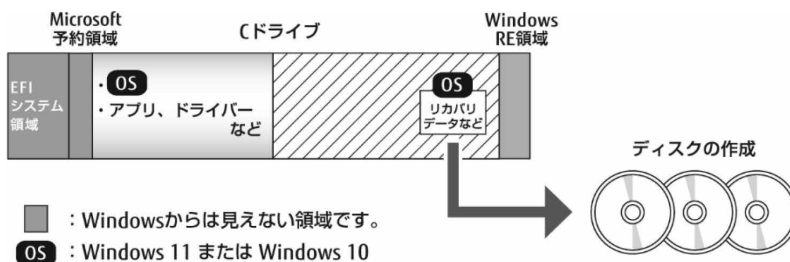 Microsoft
予約領域
Cドライブ
Windows
RE領域
EFI
システム
領域
・OS
・アプリ、ドライバー
など
OS
リカバリ
データなど
ディスクの作成
：Windowsからは見えない領域です。
OS：Windows 11 または Windows 10